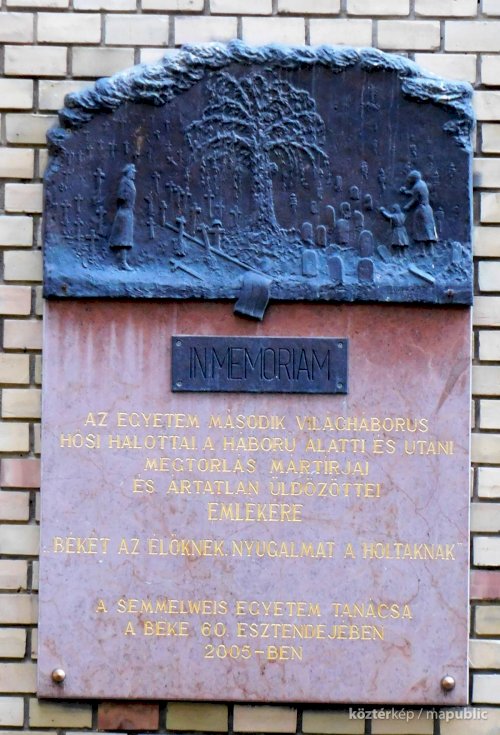 IN MEMORIAM
AZ EGYETEM MÁSODIK VILÁGHÁBORÚS
HŐSI HALOTTAI, A HÁBORÚ ALATTI ÉS UTÁNI
MEGTORLÁS MÁRTÍRJAI
ÉS ÁRTATLAN ÜLDÖZÖTTEI
EMLÉKÉRE
„BÉKÉT AZ ÉLŐKNEK, NYUGALMAT A HOLTAKNAK”
A SEMMELWEIS EGYETEM TANÁCSA
A BÉKE 60. ESZTENDEJÉBEN
2005-BEN
köztérkép / mapublic